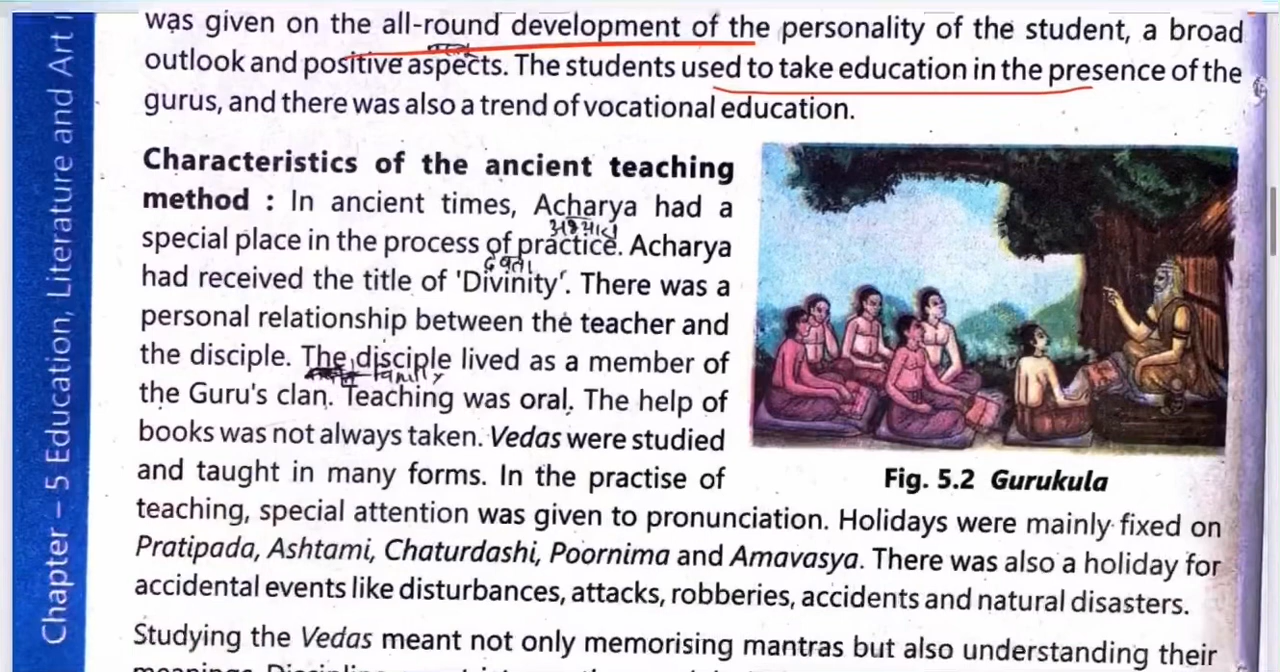 Chapter – 5 Education, Literature and Art i
was given on the all-round development of the personality of the student, a broad
outlook and positive aspects. The students used to take education in the presence of the
gurus, and there was also a trend of vocational education.
Characteristics of the ancient teaching
method : In ancient times, Acharya had a
अभ्यास
special place in the process of practice. Acharya
देवता
had received the title of 'Divinity'. There was a
personal relationship between the teacher and
the disciple. The disciple lived as a member of
family
the Guru's clan. Teaching was oral. The help of
books was not always taken. Vedas were studied
and taught in many forms. In the practise of
Fig. 5.2 Gurukula
teaching, special attention was given to pronunciation. Holidays were mainly fixed on
Pratipada, Ashtami, Chaturdashi, Poornima and Amavasya. There was also a holiday for
accidental events like disturbances, attacks, robberies, accidents and natural disasters.
Studying the Vedas meant not only memorising mantras but also understanding their